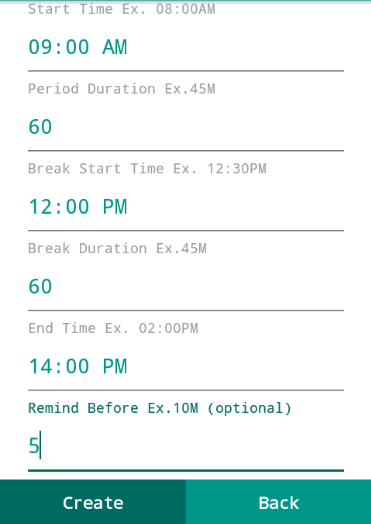 Start Time Ex. 08:00AM
09:00 AM
Period Duration Ex.45M
60
Break Start Time Ex. 12:30PM
12:00 PM
Break Duration Ex.45M
60
End Time Ex. 02:00PM
14:00 PM
Remind Before Ex.10M (optional)
5
Create Back